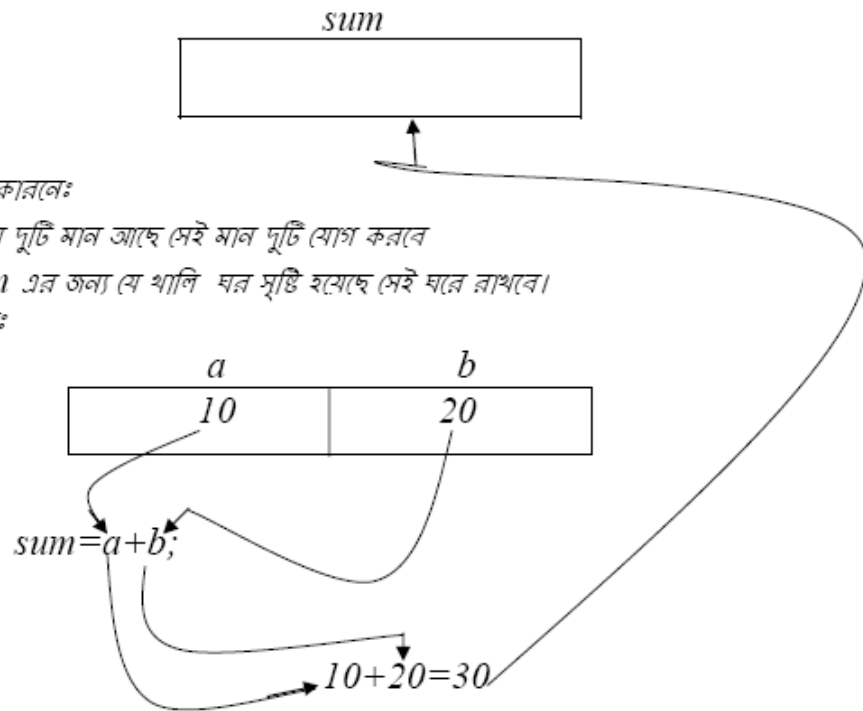 sum
কারনেঃ
দুটি মান আছে সেই মান দুটি যোগ করবে
এর জন্য যে খালি ঘর সৃষ্টি হয়েছে সেই ঘরে রাখবে।
a b
10 20
sum=a+b;
10+20=30